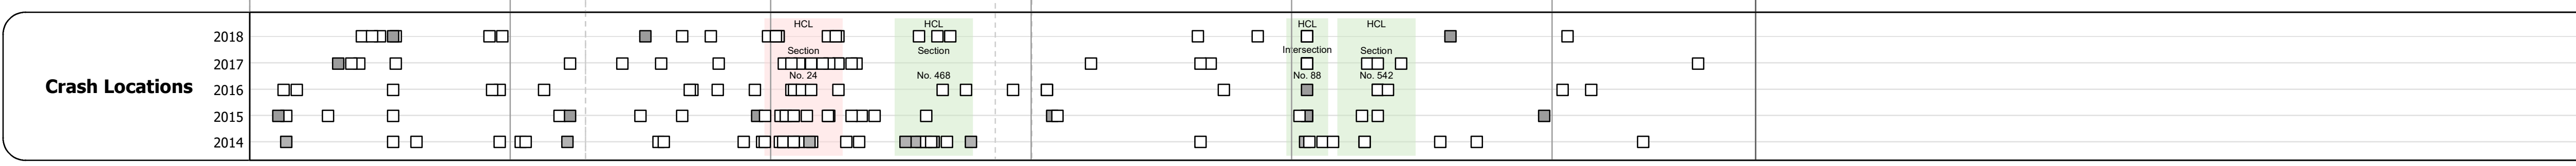 HCL
HCL
HCL
HCL
2018
Section
Section
Intersection
Section
2017
No. 24
No. 468
No. 88
No. 542
Crash Locations
2016
2015
2014